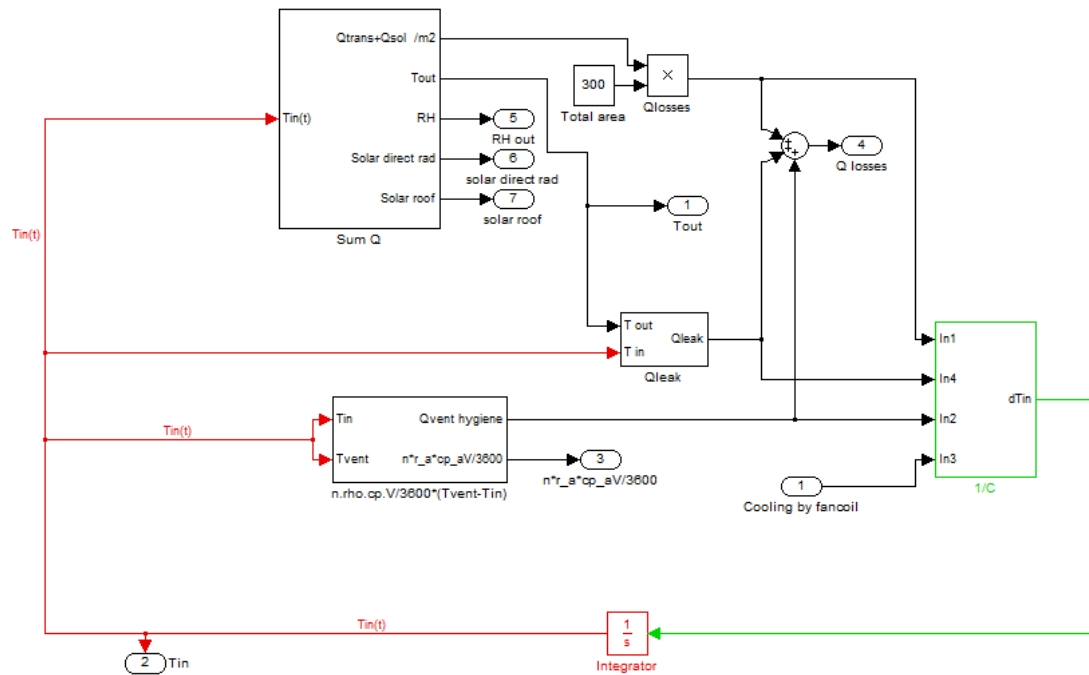 Qtrans+Qsol /m2
Tout
Tin(t)
RH
Solar direct rad
Solar roof
Sum Q
5
RH out
6
solar direct rad
7
solar roof
300
Total area
×
Qlosses
+
+
+
4
Q losses
Tin(t)
1
Tout
T out
T in
Qleak
Qleak
In1
In4
In2
In3
dTin
1/C
Tin(t)
Tin
Tvent
Qvent hygiene
n*r_a*cp_aV/3600
n.rho.cp.V/3600*(Tvent-Tin)
3
n*r_a*cp_aV/3600
1
Cooling by fancoil
Tin(t)
1
s
Integrator
2
Tin